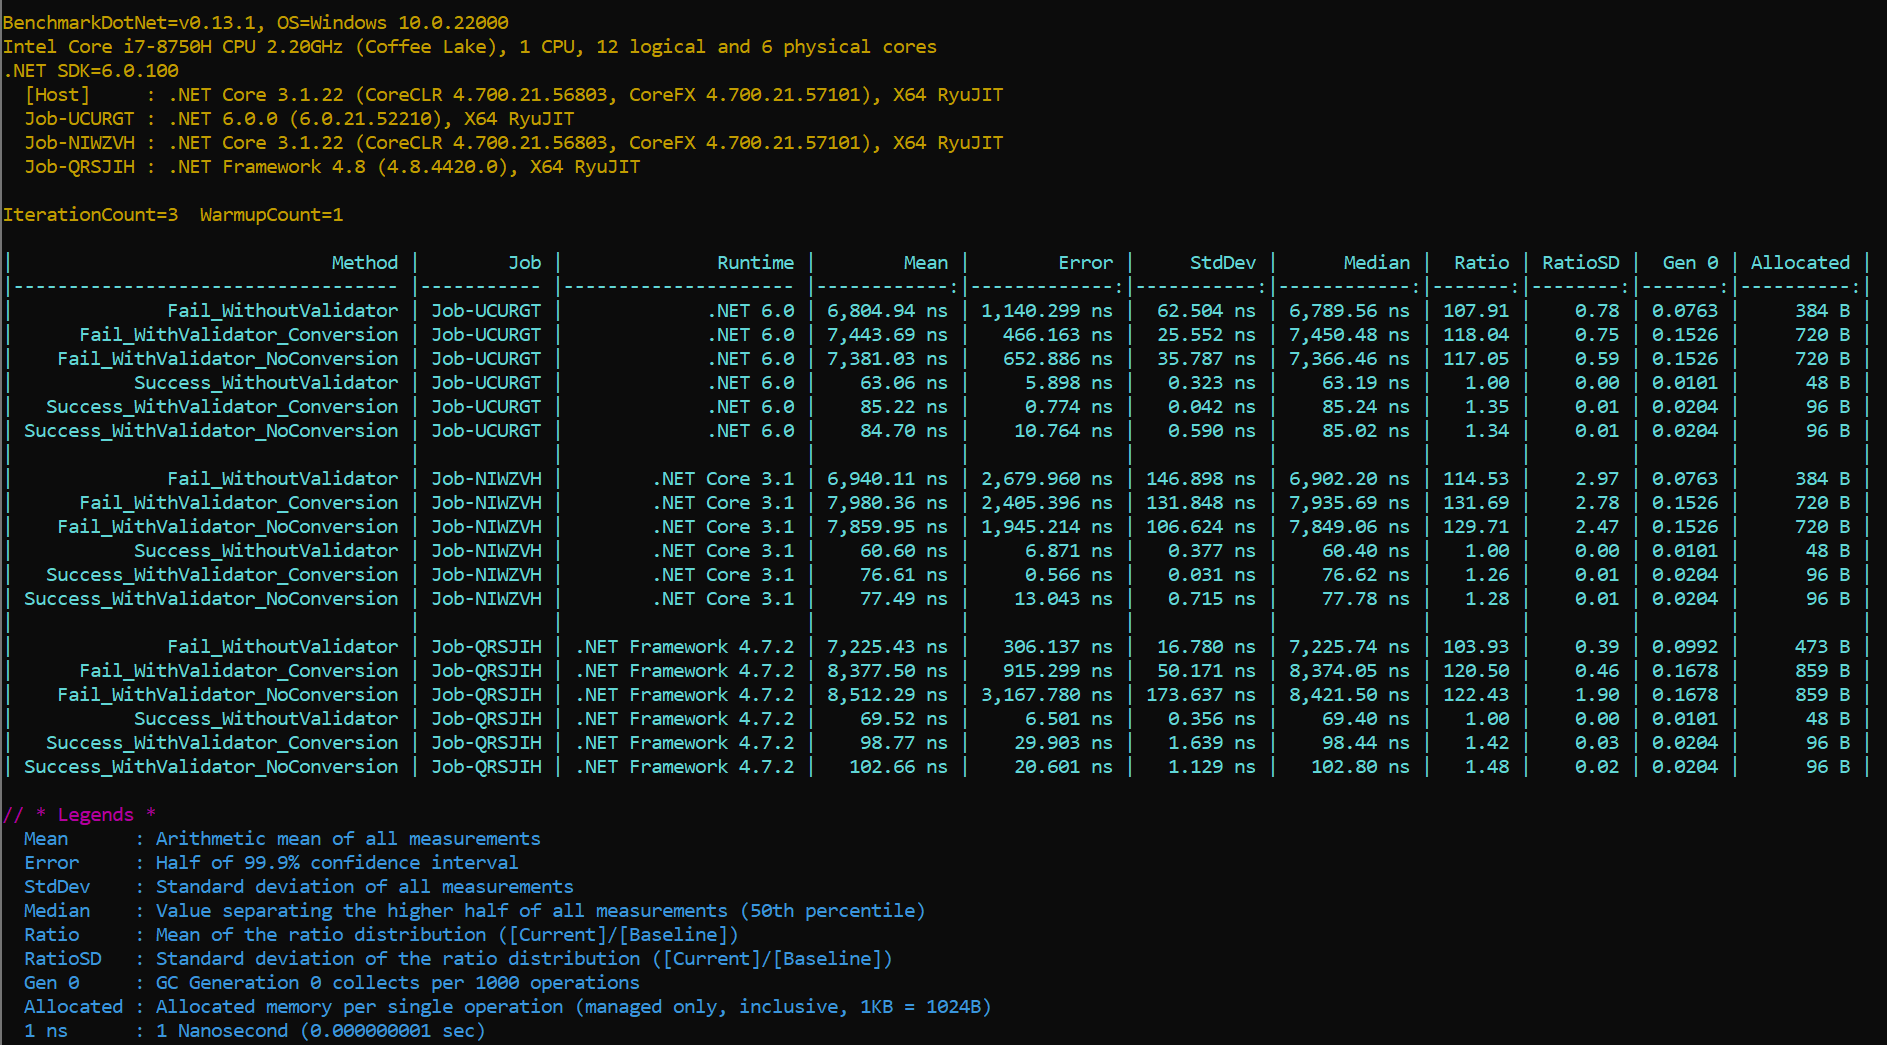 BenchmarkDotNet=v0.13.1, OS=Windows 10.0.22000
Intel Core i7-8750H CPU 2.20GHz (Coffee Lake), 1 CPU, 12 logical and 6 physical cores
.NET SDK=6.0.100
  [Host]     : .NET Core 3.1.22 (CoreCLR 4.700.21.56803, CoreFX 4.700.21.57101), X64 RyuJIT
  Job-UCURGT : .NET 6.0.0 (6.0.21.52210), X64 RyuJIT
  Job-NIWZVH : .NET Core 3.1.22 (CoreCLR 4.700.21.56803, CoreFX 4.700.21.57101), X64 RyuJIT
  Job-QRSJIH : .NET Framework 4.8 (4.8.4420.0), X64 RyuJIT
IterationCount=3  WarmupCount=1
| Method | Job | Runtime | Mean | Error | StdDev | Median | Ratio | RatioSD | Gen 0 | Allocated |
|----------------------------------- |----------- |--------------------- |------------:|-------------:|-----------:|------------:|-------:|--------:|-------:|----------:|
| Fail_WithoutValidator | Job-UCURGT | .NET 6.0 | 6,804.94 ns | 1,140.299 ns | 62.504 ns | 6,789.56 ns | 107.91 | 0.78 | 0.0763 | 384 B |
| Fail_WithValidator_Conversion | Job-UCURGT | .NET 6.0 | 7,443.69 ns | 466.163 ns | 25.552 ns | 7,450.48 ns | 118.04 | 0.75 | 0.1526 | 720 B |
| Fail_WithValidator_NoConversion | Job-UCURGT | .NET 6.0 | 7,381.03 ns | 652.886 ns | 35.787 ns | 7,366.46 ns | 117.05 | 0.59 | 0.1526 | 720 B |
| Success_WithoutValidator | Job-UCURGT | .NET 6.0 | 63.06 ns | 5.898 ns | 0.323 ns | 63.19 ns | 1.00 | 0.00 | 0.0101 | 48 B |
| Success_WithValidator_Conversion | Job-UCURGT | .NET 6.0 | 85.22 ns | 0.774 ns | 0.042 ns | 85.24 ns | 1.35 | 0.01 | 0.0204 | 96 B |
| Success_WithValidator_NoConversion | Job-UCURGT | .NET 6.0 | 84.70 ns | 10.764 ns | 0.590 ns | 85.02 ns | 1.34 | 0.01 | 0.0204 | 96 B |
| | | | | | | | | | | |
| Fail_WithoutValidator | Job-NIWZVH | .NET Core 3.1 | 6,940.11 ns | 2,679.960 ns | 146.898 ns | 6,902.20 ns | 114.53 | 2.97 | 0.0763 | 384 B |
| Fail_WithValidator_Conversion | Job-NIWZVH | .NET Core 3.1 | 7,980.36 ns | 2,405.396 ns | 131.848 ns | 7,935.69 ns | 131.69 | 2.78 | 0.1526 | 720 B |
| Fail_WithValidator_NoConversion | Job-NIWZVH | .NET Core 3.1 | 7,859.95 ns | 1,945.214 ns | 106.624 ns | 7,849.06 ns | 129.71 | 2.47 | 0.1526 | 720 B |
| Success_WithoutValidator | Job-NIWZVH | .NET Core 3.1 | 60.60 ns | 6.871 ns | 0.377 ns | 60.40 ns | 1.00 | 0.00 | 0.0101 | 48 B |
| Success_WithValidator_Conversion | Job-NIWZVH | .NET Core 3.1 | 76.61 ns | 0.566 ns | 0.031 ns | 76.62 ns | 1.26 | 0.01 | 0.0204 | 96 B |
| Success_WithValidator_NoConversion | Job-NIWZVH | .NET Core 3.1 | 77.49 ns | 13.043 ns | 0.715 ns | 77.78 ns | 1.28 | 0.01 | 0.0204 | 96 B |
| | | | | | | | | | | |
| Fail_WithoutValidator | Job-QRSJIH | .NET Framework 4.7.2 | 7,225.43 ns | 306.137 ns | 16.780 ns | 7,225.74 ns | 103.93 | 0.39 | 0.0992 | 473 B |
| Fail_WithValidator_Conversion | Job-QRSJIH | .NET Framework 4.7.2 | 8,377.50 ns | 915.299 ns | 50.171 ns | 8,374.05 ns | 120.50 | 0.46 | 0.1678 | 859 B |
| Fail_WithValidator_NoConversion | Job-QRSJIH | .NET Framework 4.7.2 | 8,512.29 ns | 3,167.780 ns | 173.637 ns | 8,421.50 ns | 122.43 | 1.90 | 0.1678 | 859 B |
| Success_WithoutValidator | Job-QRSJIH | .NET Framework 4.7.2 | 69.52 ns | 6.501 ns | 0.356 ns | 69.40 ns | 1.00 | 0.00 | 0.0101 | 48 B |
| Success_WithValidator_Conversion | Job-QRSJIH | .NET Framework 4.7.2 | 98.77 ns | 29.903 ns | 1.639 ns | 98.44 ns | 1.42 | 0.03 | 0.0204 | 96 B |
| Success_WithValidator_NoConversion | Job-QRSJIH | .NET Framework 4.7.2 | 102.66 ns | 20.601 ns | 1.129 ns | 102.80 ns | 1.48 | 0.02 | 0.0204 | 96 B |
// * Legends *
  Mean      : Arithmetic mean of all measurements
  Error     : Half of 99.9% confidence interval
  StdDev    : Standard deviation of all measurements
  Median    : Value separating the higher half of all measurements (50th percentile)
  Ratio     : Mean of the ratio distribution ([Current]/[Baseline])
  RatioSD   : Standard deviation of the ratio distribution ([Current]/[Baseline])
  Gen 0     : GC Generation 0 collects per 1000 operations
  Allocated : Allocated memory per single operation (managed only, inclusive, 1KB = 1024B)
  1 ns      : 1 Nanosecond (0.000000001 sec)